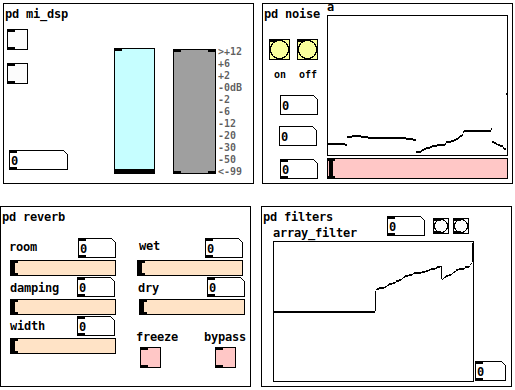 pd mi_dsp
>+12
+6
+2
-0dB
-2
-6
-12
-20
-30
-50
<-99
0
pd noise
a
on off
0
0
0
pd reverb
room 0
wet 0
damping 0
dry 0
width 0
freeze
bypass
pd filters
0
array_filter
0